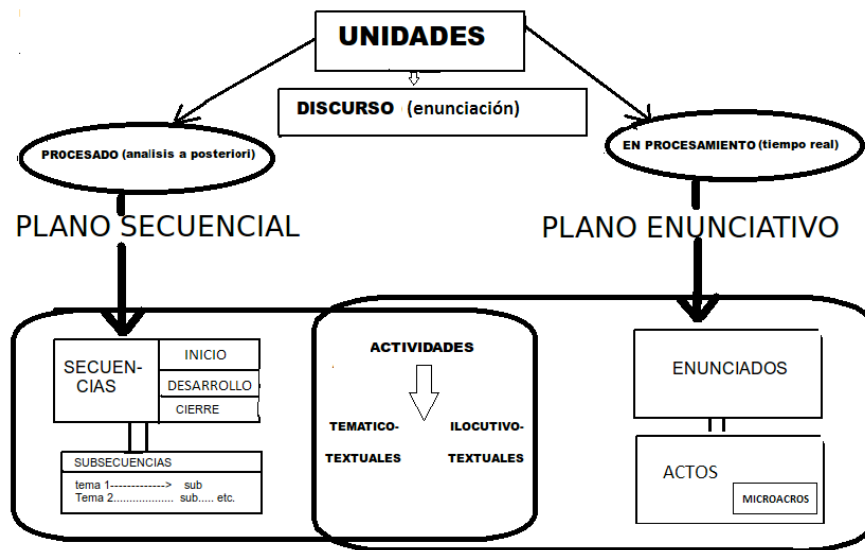 UNIDADES
DISCURSO (enunciación)
PROCESADO (analisis a posteriori)
EN PROCESAMIENTO (tiempo real)
PLANO SECUENCIAL
PLANO ENUNCIATIVO
SECUEN-
CIAS
INICIO
DESARROLLO
CIERRE
SUBSECUENCIAS
tema 1-------------> sub
Tema 2.................. sub..... etc.
ACTIVIDADES
TEMATICO-
TEXTUALES
ILOCUTIVO-
TEXTUALES
ENUNCIADOS
ACTOS
MICROACROS